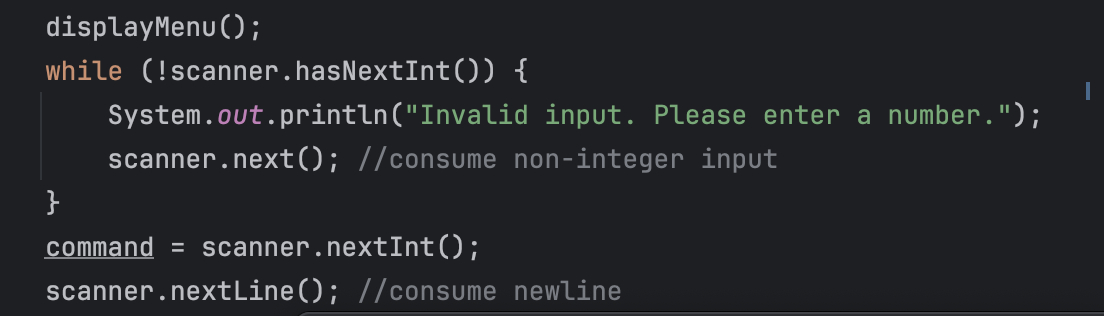 displayMenu();
while (!scanner.hasNextInt()) {
    System.out.println("Invalid input. Please enter a number.");
    scanner.next(); //consume non-integer input
}
command = scanner.nextInt();
scanner.nextLine(); //consume newline